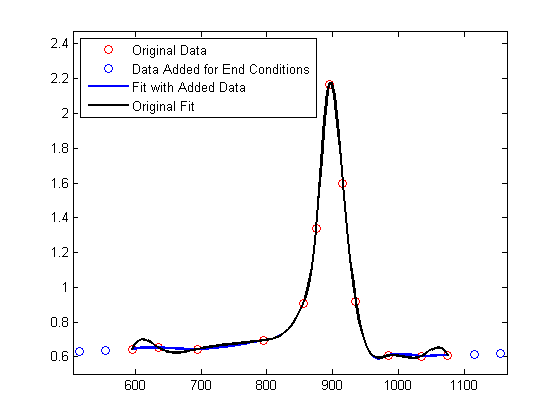 2.4
2.2
2
1.8
1.6
1.4
1.2
1
0.8
0.6
Original Data
Data Added for End Conditions
Fit with Added Data
Original Fit
600 700 800 900 1000 1100